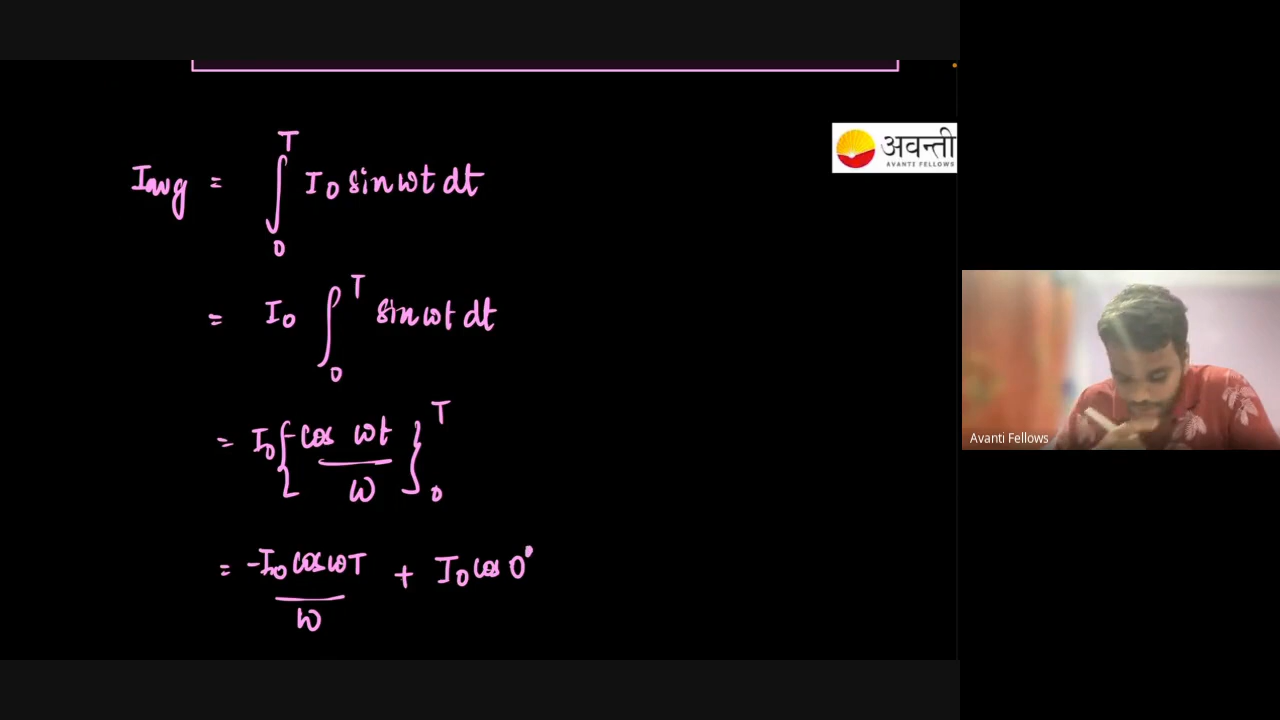 अवन्ती
AVANTI FELLOWS
Iavg = ∫₀ᵀ I₀ sin ωt dt
= I₀ ∫₀ᵀ sin ωt dt
= I₀ {-cos ωt / ω}₀ᵀ
= -I₀ cos ωT / ω + I₀ cos 0°
Avanti Fellows